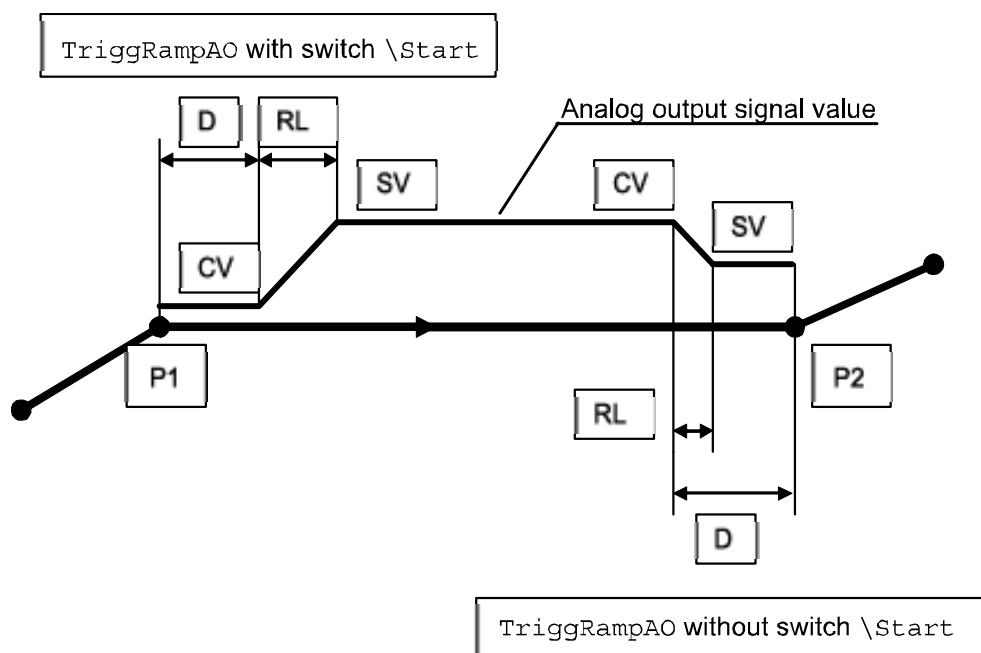 TriggRampAO with switch \Start
D
RL
Analog output signal value
SV
CV
SV
CV
P1
P2
RL
D
TriggRampAO without switch \Start